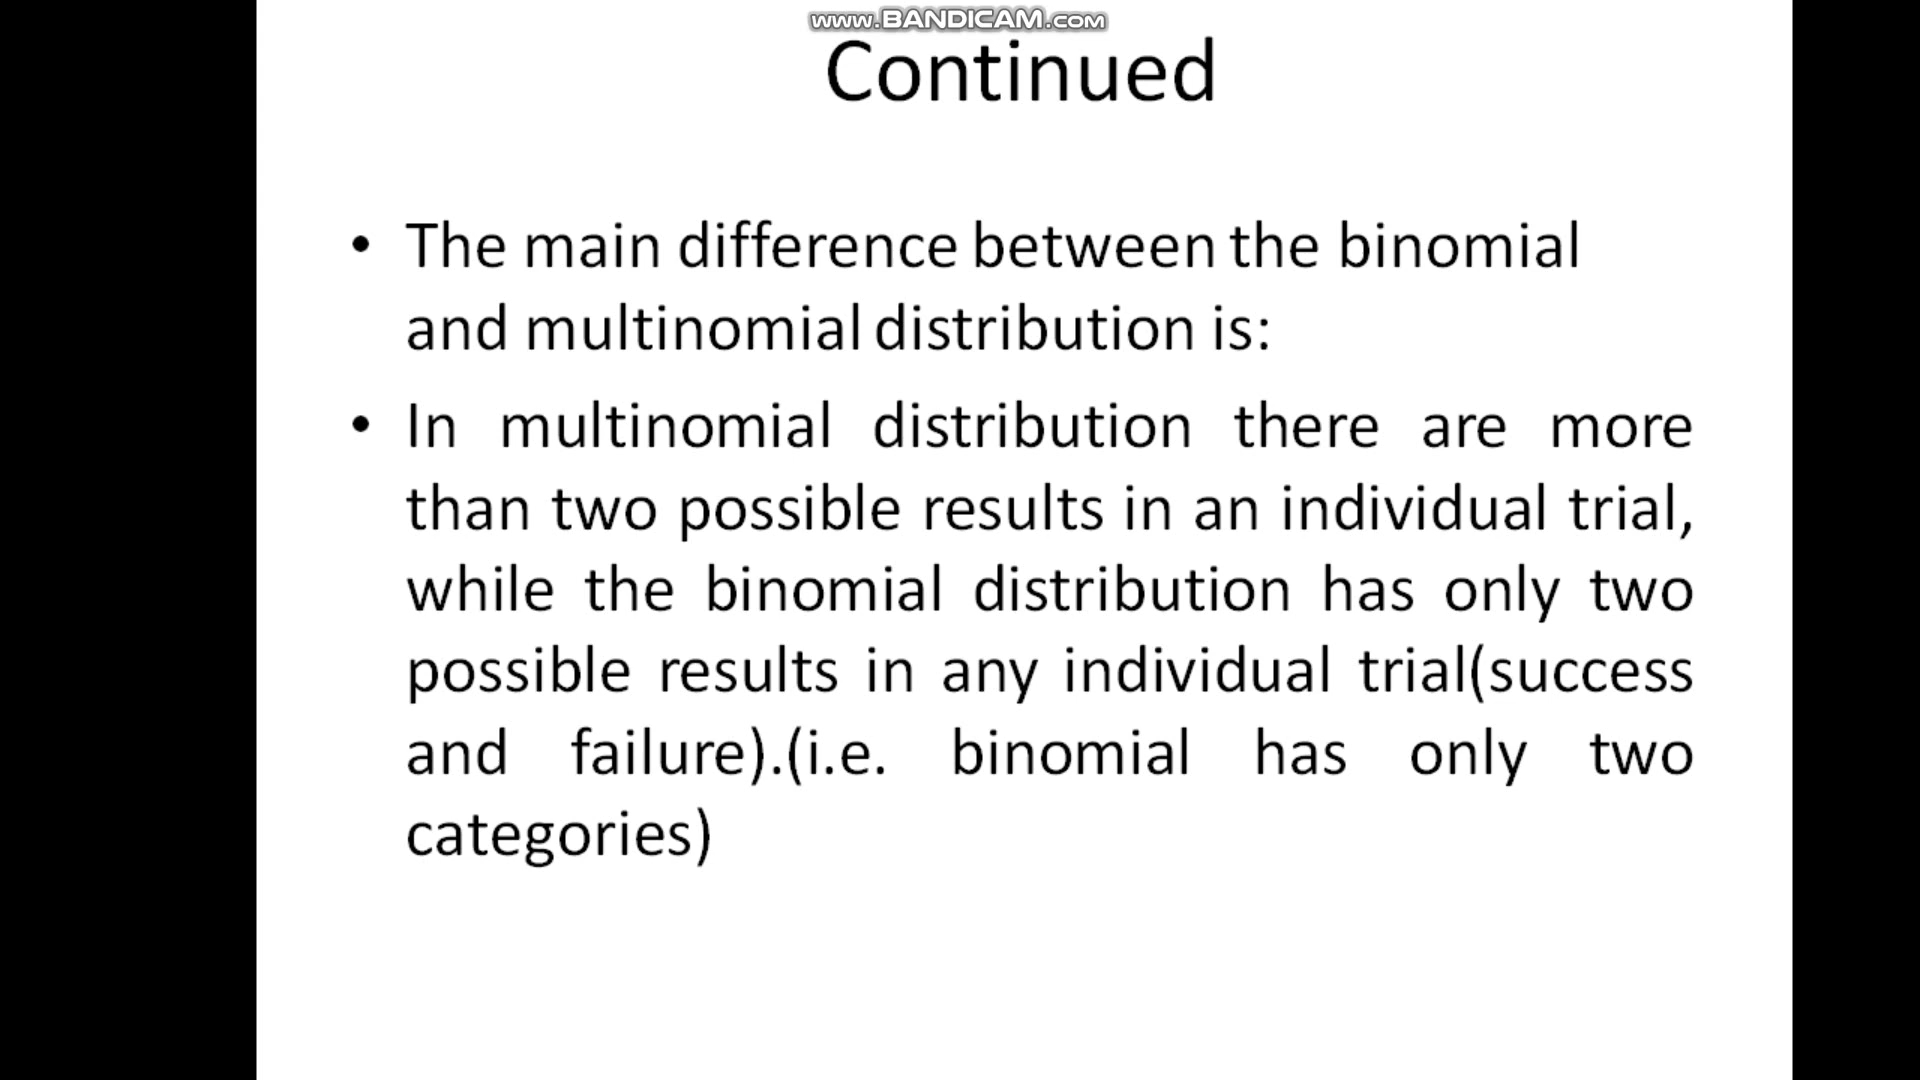 www.BANDICAM.com
Continued
• The main difference between the binomial
and multinomial distribution is:
• In multinomial distribution there are more
than two possible results in an individual trial,
while the binomial distribution has only two
possible results in any individual trial(success
and failure).(i.e. binomial has only two
categories)